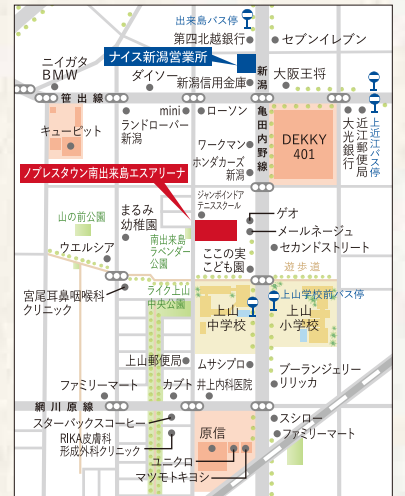 出来島バス停
第四北越銀行
セブンイレブン
ナイス新潟営業所
ニイガタ
BMW
ダイソー
新潟信用金庫
大阪王将
笹出線
新潟亀田内野線
mini
ローソン
ランドローバー
新潟
キューピット
ワークマン
ホンダカーズ
新潟
DEKKY
401
大光銀行
近江郵便局
上近江バス停
ノブレスタウン南出来島エスアリーナ
ジャンボインドア
テニススクール
まるみ
幼稚園
山の前公園
ゲオ
メールネージュ
セカンドストリート
ウエルシア
南出来島
ラベンダー
公園
ここの実
こども園
遊歩道
宮尾耳鼻咽喉科
クリニック
ライク上山
中央公園
上山学校前バス停
上山
中学校
上山
小学校
上山郵便局
ムサシプロ
ファミリーマート
カブト
井上内科医院
ブーランジェリー
リリッカ
網川原線
スターバックスコーヒー
RIKA皮膚科
形成外科クリニック
原信
スシロー
ファミリーマート
ユニクロ
マツモトキヨシ